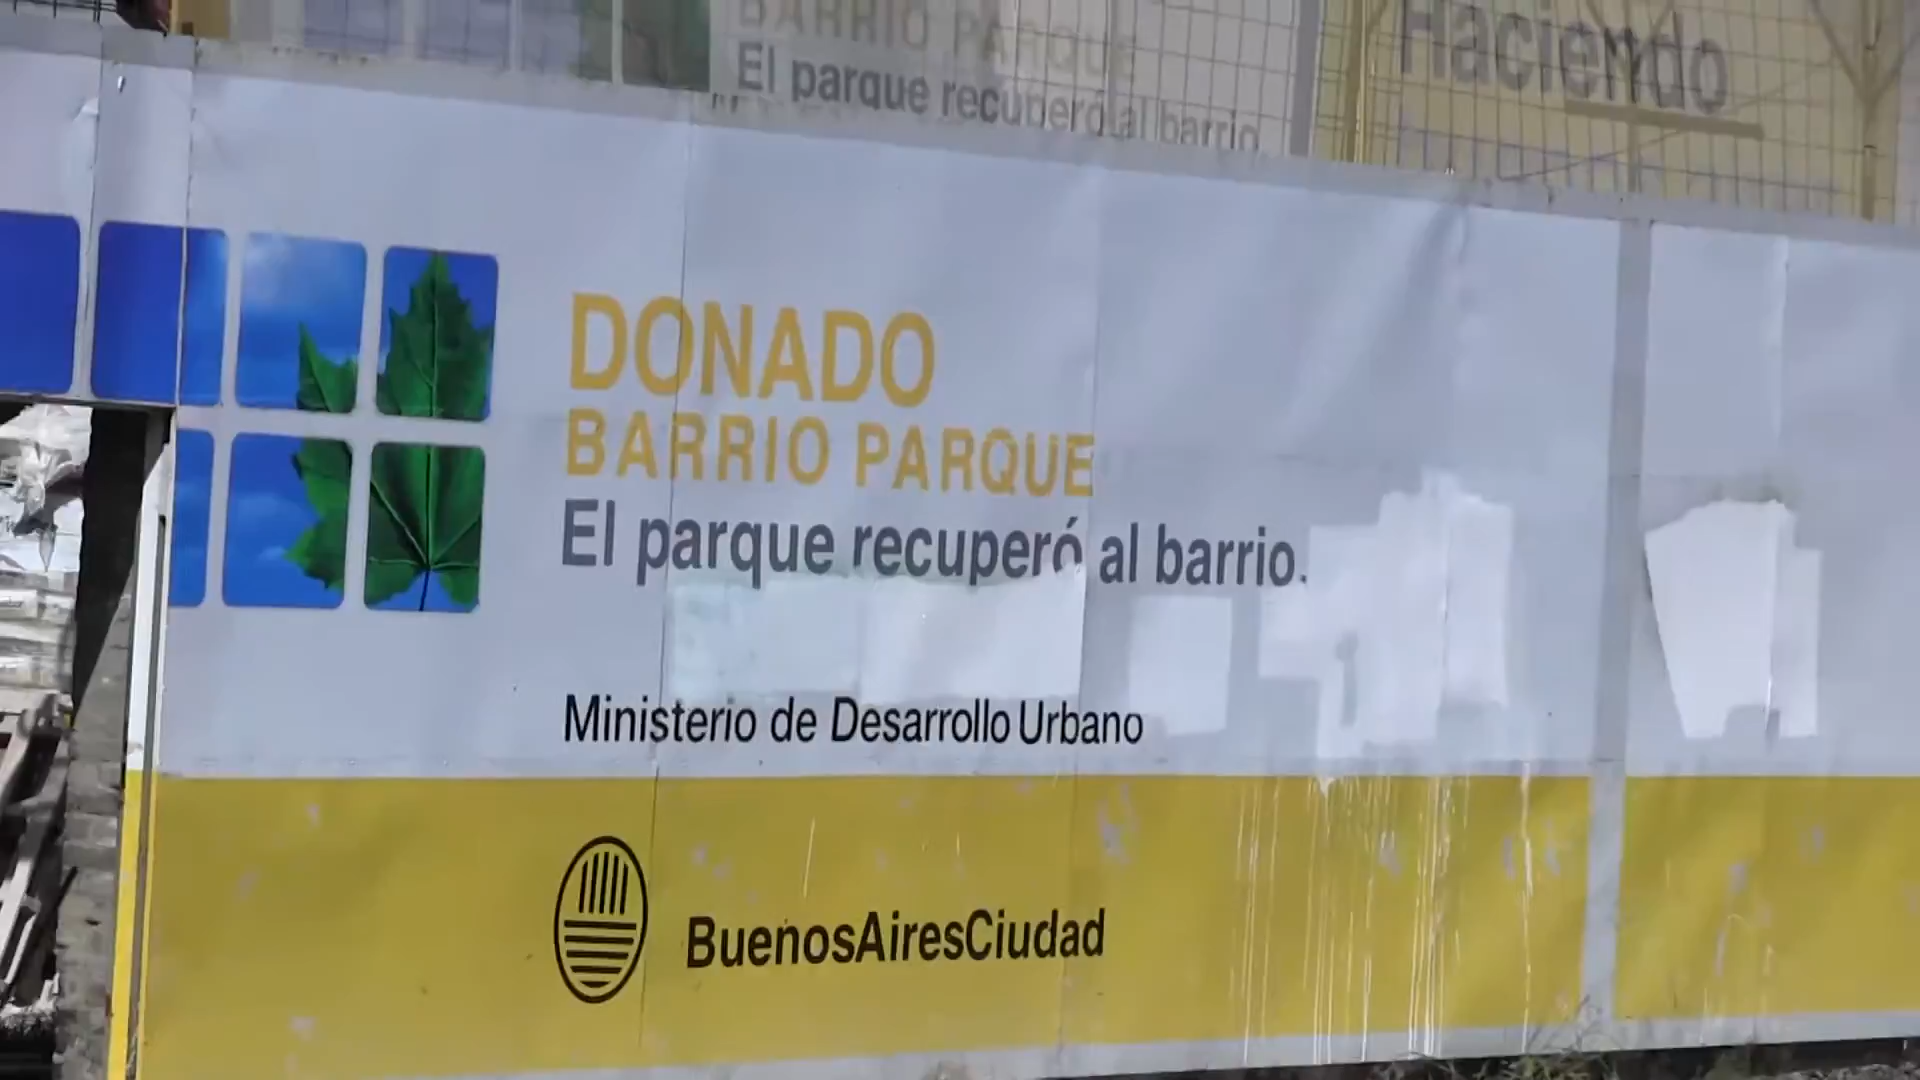 BARRIO PARQUE
El parque recuperó al barrio
Haciendo
DONADO
BARRIO PARQUE
El parque recuperó al barrio.
Ministerio de Desarrollo Urbano
BuenosAiresCiudad